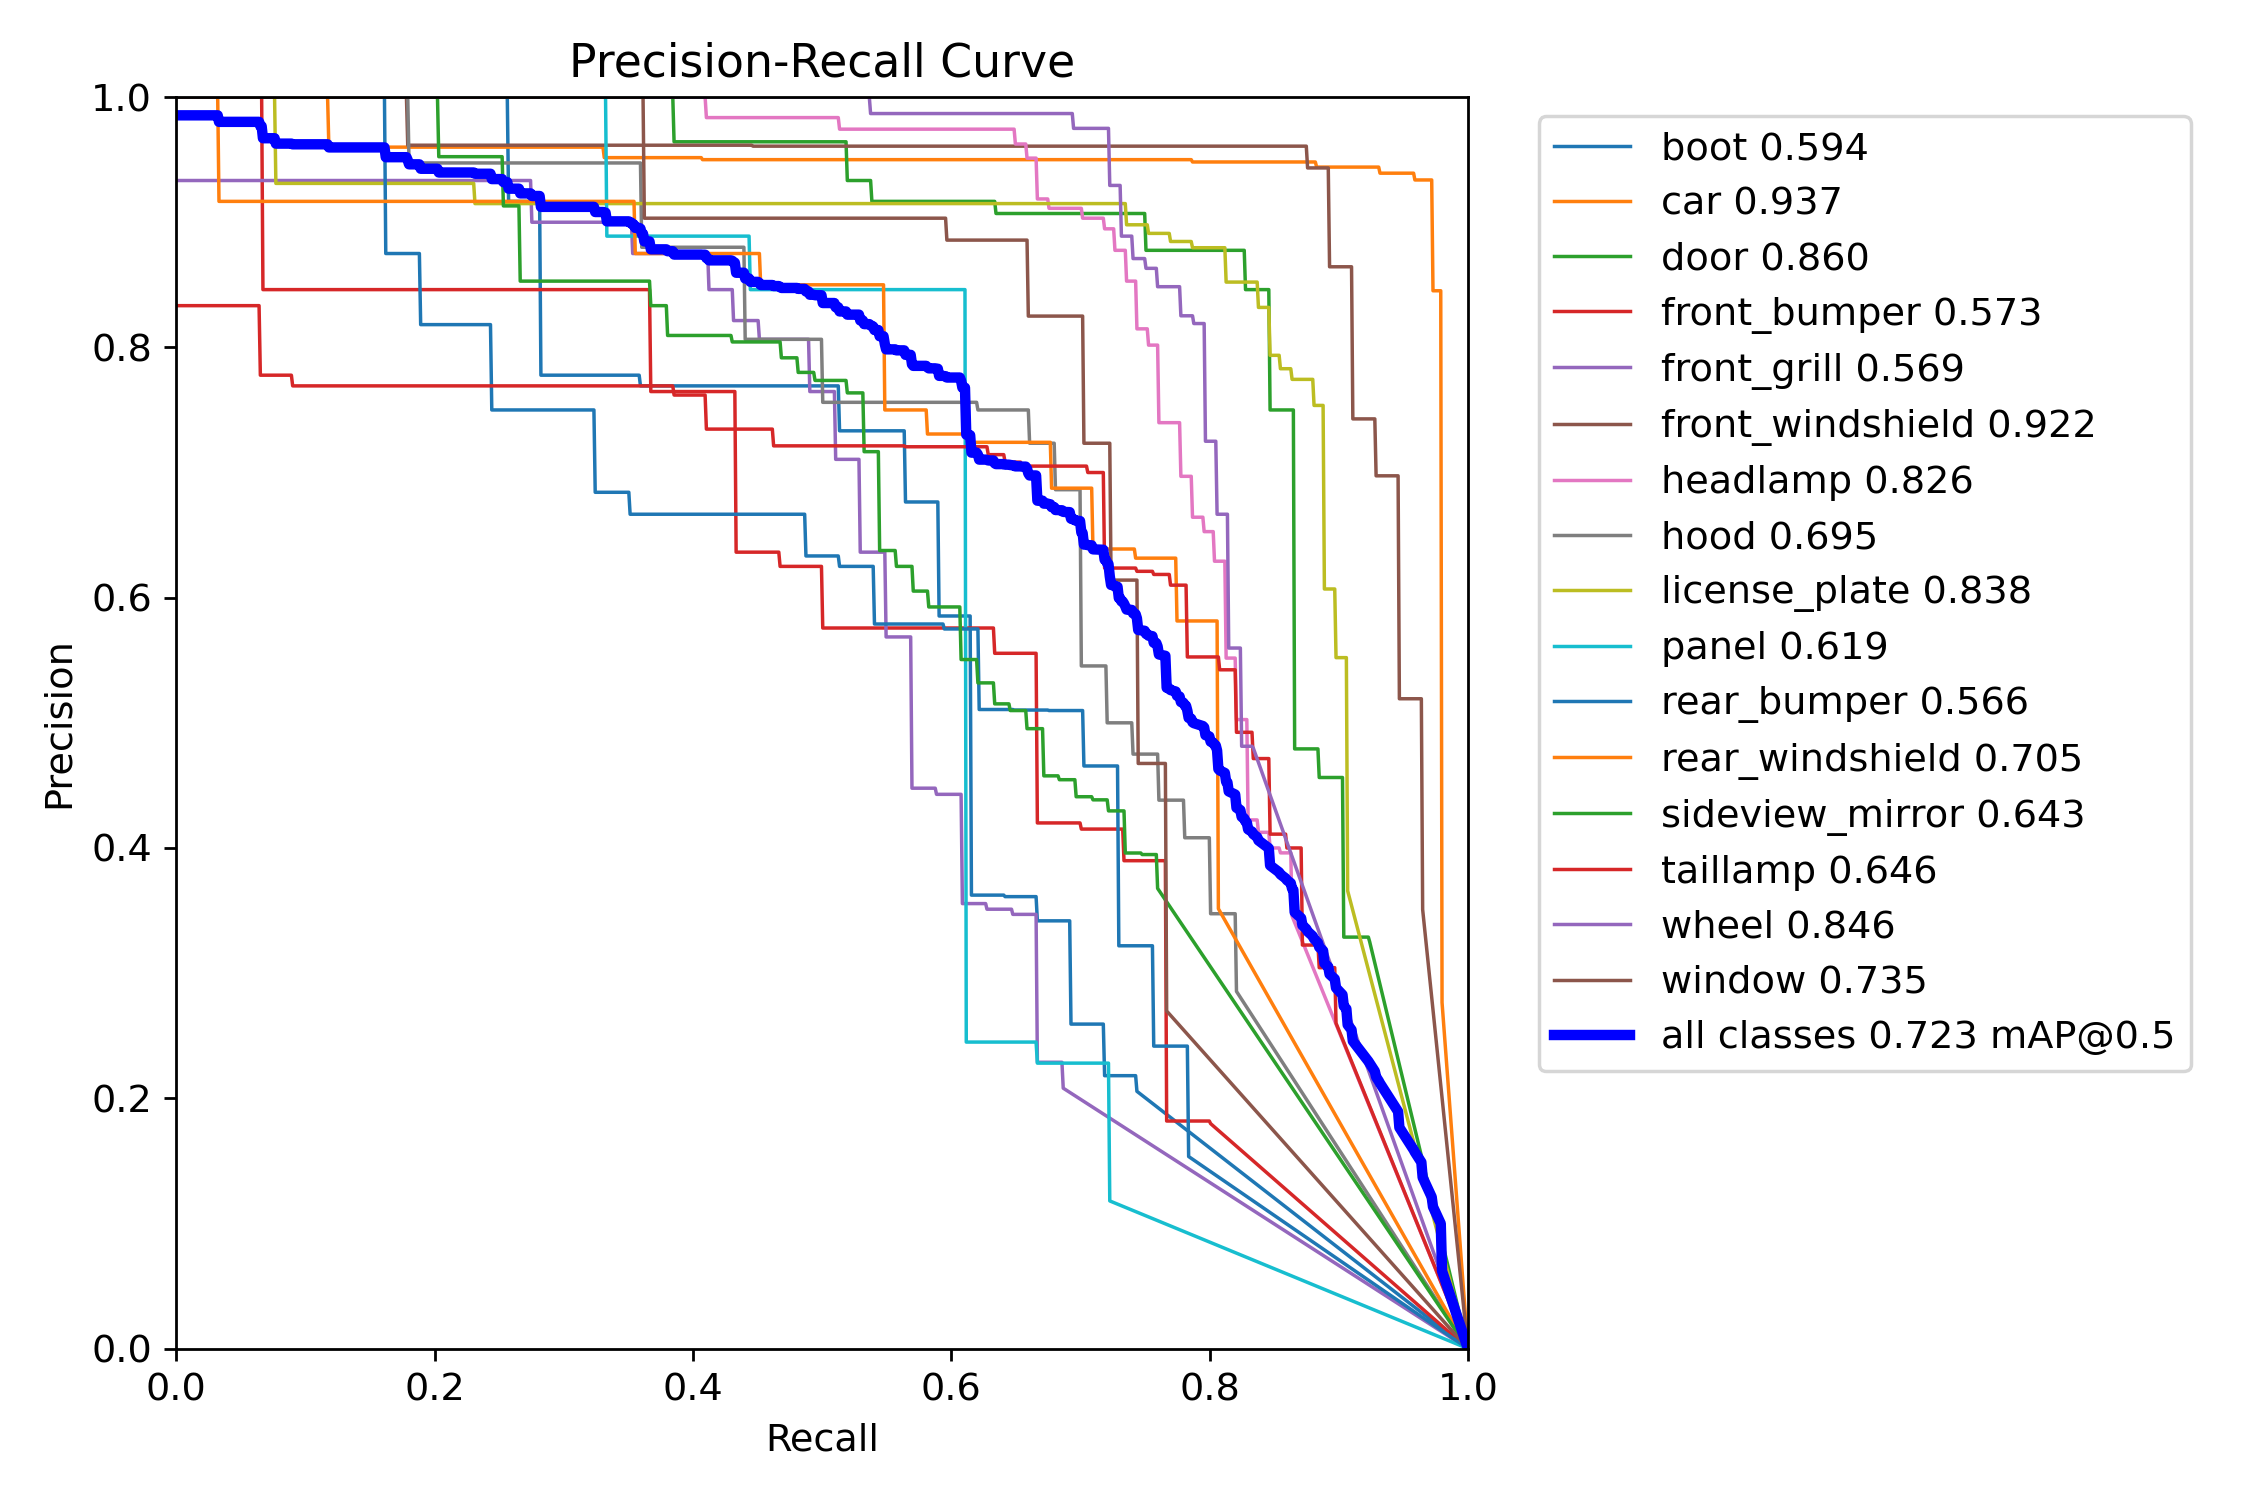 Precision-Recall Curve
1.0
0.8
0.6
0.4
0.2
0.0
Precision
0.0 0.2 0.4 0.6 0.8 1.0
Recall
boot 0.594
car 0.937
door 0.860
front_bumper 0.573
front_grill 0.569
front_windshield 0.922
headlamp 0.826
hood 0.695
license_plate 0.838
panel 0.619
rear_bumper 0.566
rear_windshield 0.705
sideview_mirror 0.643
taillamp 0.646
wheel 0.846
window 0.735
all classes 0.723 mAP@0.5